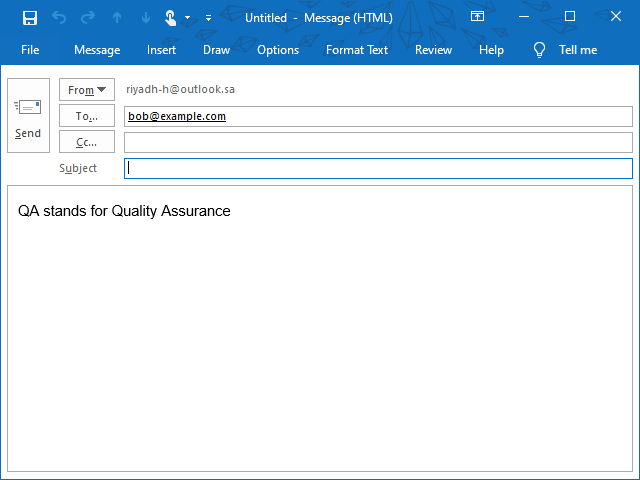 Untitled - Message (HTML)
File Message Insert Draw Options Format Text Review Help Tell me
From riyadh-h@outlook.sa
To... bob@example.com
Send
Cc...
Subject
QA stands for Quality Assurance